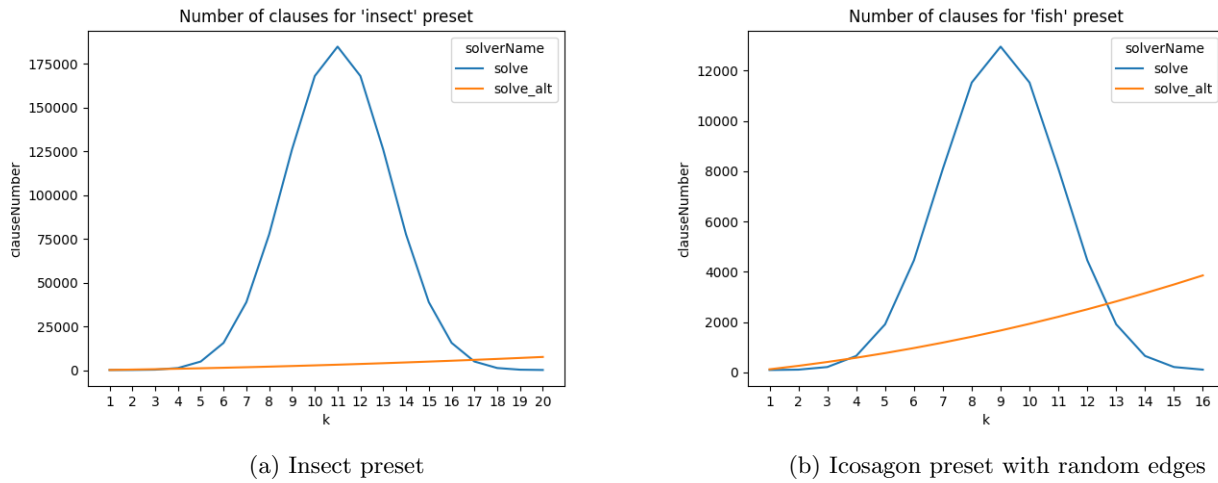 Number of clauses for 'insect' preset
solverName
solve
solve_alt
175000
150000
125000
100000
75000
50000
25000
0
clauseNumber
1 2 3 4 5 6 7 8 9 10 11 12 13 14 15 16 17 18 19 20
k
(a) Insect preset
Number of clauses for 'fish' preset
solverName
solve
solve_alt
12000
10000
8000
6000
4000
2000
0
clauseNumber
1 2 3 4 5 6 7 8 9 10 11 12 13 14 15 16
k
(b) Icosagon preset with random edges